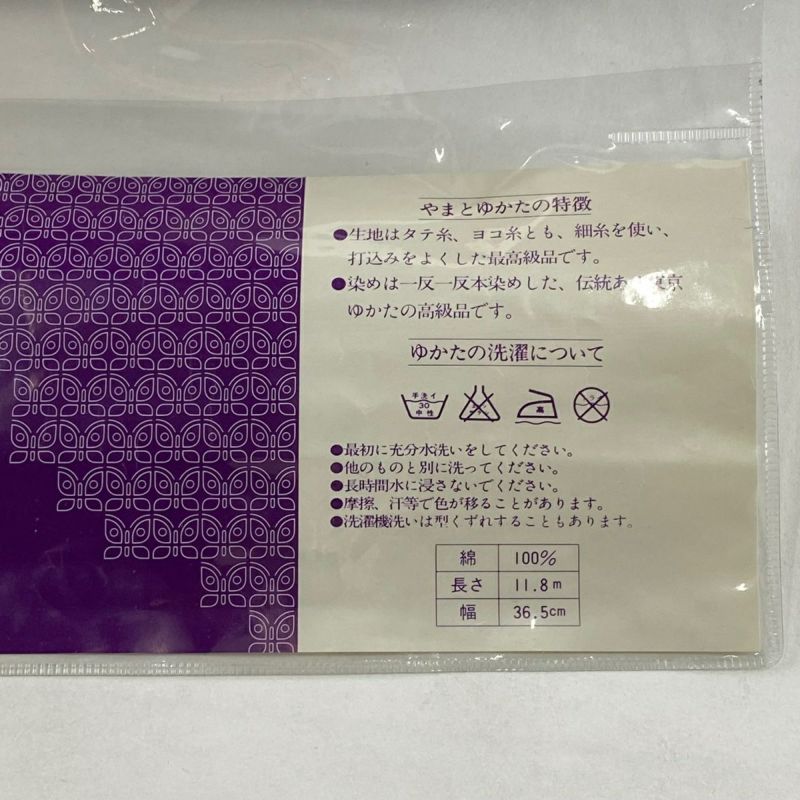 やまとゆかたの特徴
●生地はタテ糸、ヨコ糸とも、細糸を使い、
打込みをよくした最高級品です。
●染めは一反一反本染めした、伝統あ 東京
ゆかたの高級品です。
ゆかたの洗濯について
手洗イ
30
中性
高
●最初に充分水洗いをしてください。
●他のものと別に洗ってください。
●長時間水に浸さないでください。
●摩擦、汗等で色が移ることがあります。
●洗濯機洗いは型くずれすることもあります。
綿 100%
長さ 11.8m
幅 36.5cm